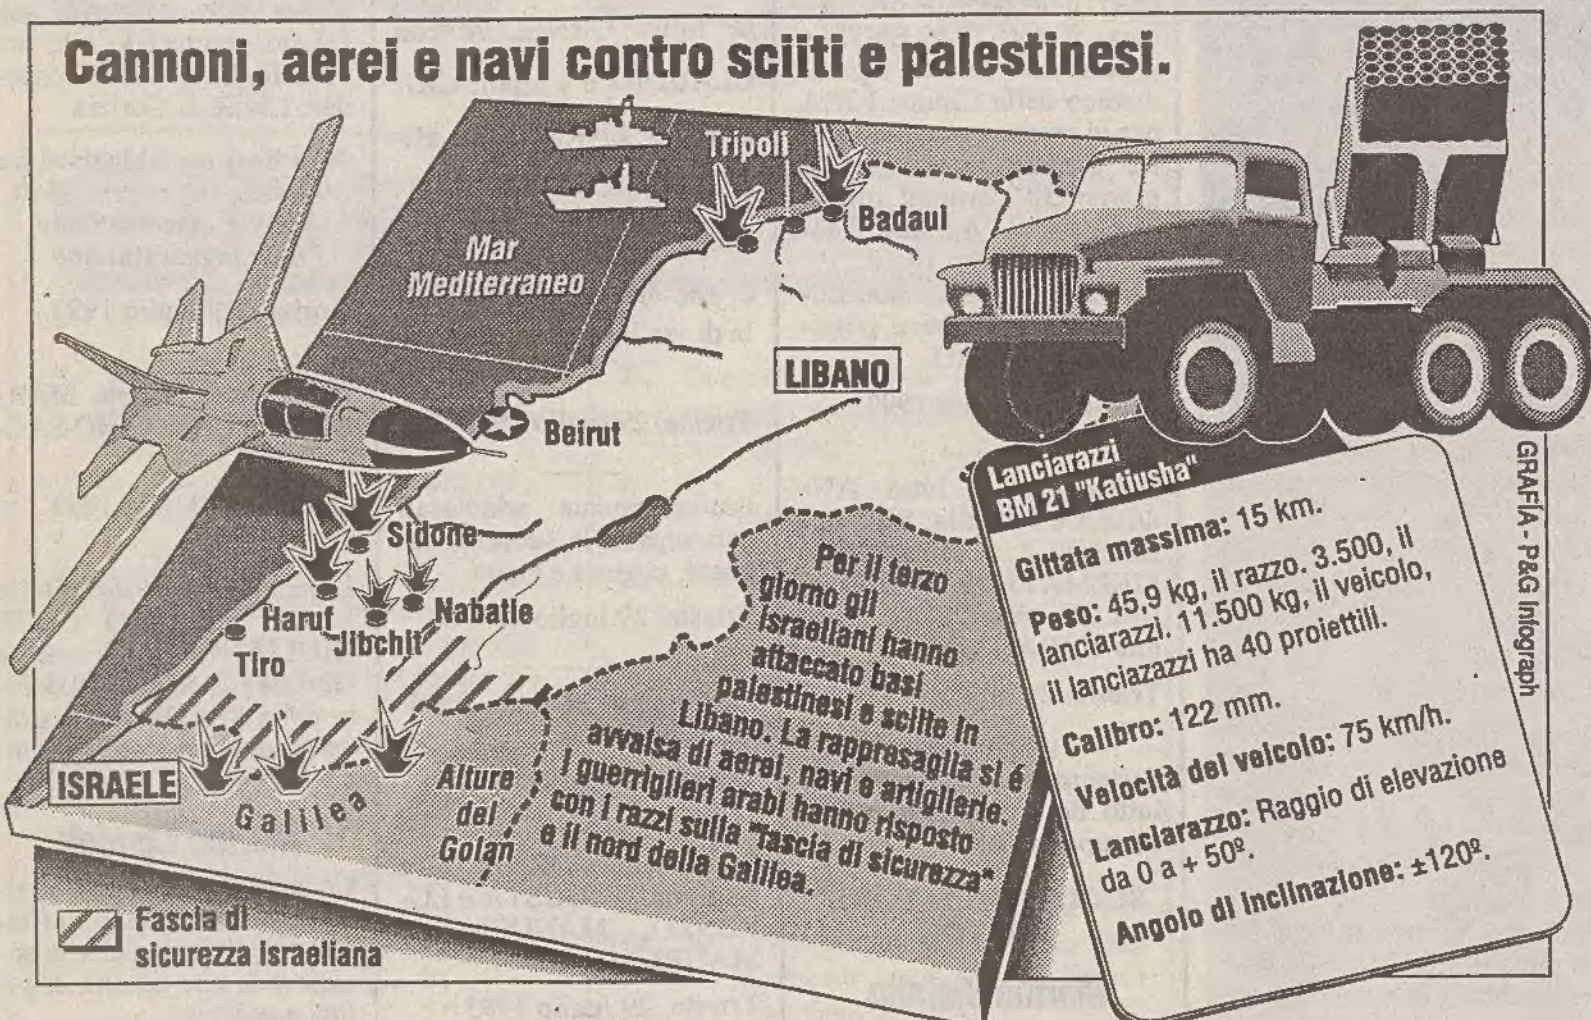 Cannoni, aerei e navi contro sciiti e palestinesi.
Tripoli
Badaui
Mar
Mediterraneo
LIBANO
Beirut
Sidone
Haruf
Jibchit
Nabatie
Tiro
ISRAELE
Galilea
Alture
del
Golan
Per il terzo
giorno gli
israeliani hanno
attaccato basi
palestinesi e sciite in
Libano. La rappresaglia si é
avvalsa di aerei, navi e artiglierie.
I guerriglieri arabi hanno risposto
con i razzi sulla "fascia di sicurezza"
e il nord della Galilea.
Fascia di
sicurezza israeliana
Lanciarazzi
BM 21 "Katiusha"
Gittata massima: 15 km.
Peso: 45,9 kg, il razzo. 3.500, il
lanciarazzi. 11.500 kg, il veicolo,
il lanciazazzi ha 40 proiettili.
Calibro: 122 mm.
Velocità del veicolo: 75 km/h.
Lanciarazzo: Raggio di elevazione
da 0 a + 50º.
Angolo di inclinazione: ±120º.
GRAFÍA - P&G Infograph